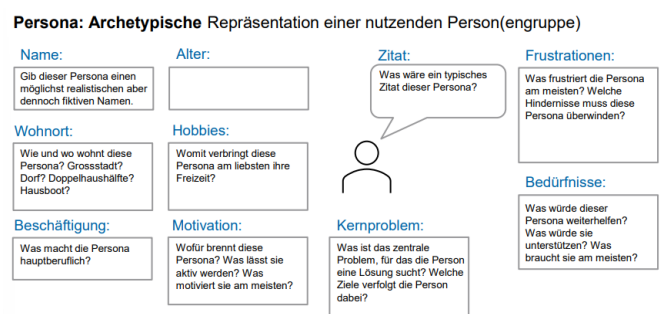 Persona: Archetypische Repräsentation einer nutzenden Person(engruppe)
Name:
Gib dieser Persona einen
möglichst realistischen aber
dennoch fiktiven Namen.
Alter:
Zitat:
Was wäre ein typisches
Zitat dieser Persona?
Frustrationen:
Was frustriert die Persona
am meisten? Welche
Hindernisse muss diese
Persona überwinden?
Wohnort:
Wie und wo wohnt diese
Persona? Grossstadt?
Dorf? Doppelhaushälfte?
Hausboot?
Hobbies:
Womit verbringt diese
Persona am liebsten ihre
Freizeit?
Bedürfnisse:
Was würde dieser
Persona weiterhelfen?
Was würde sie
unterstützen? Was
braucht sie am meisten?
Beschäftigung:
Was macht die Persona
hauptberuflich?
Motivation:
Wofür brennt diese
Persona? Was lässt sie
aktiv werden? Was
motiviert sie am meisten?
Kernproblem:
Was ist das zentrale
Problem, für das die Person
eine Lösung sucht? Welche
Ziele verfolgt die Person
dabei?